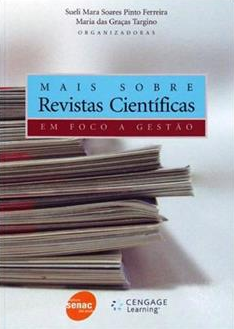 Sueli Mara Soares Pinto Ferreira
Maria das Graças Targino
ORGANIZADORAS
MAIS SOBRE
Revistas Científicas
EM FOCO A GESTÃO
senac
CENGAGE
Learning